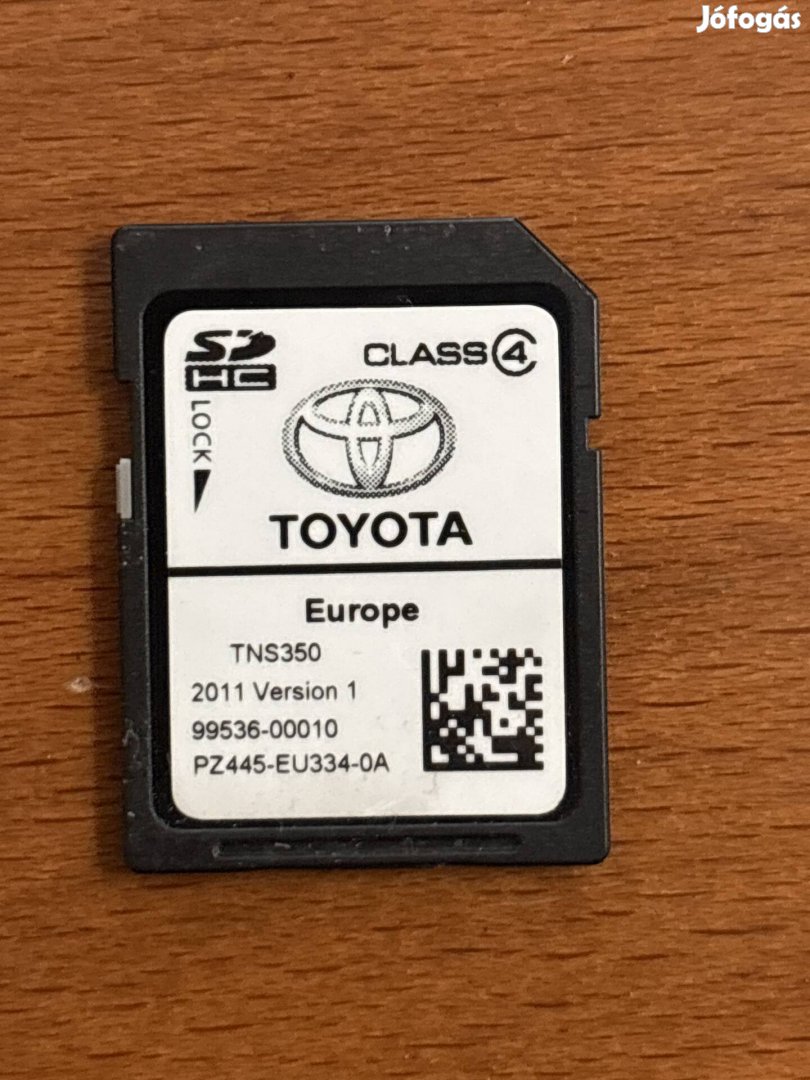 Jófogás
SD
HC
CLASS 4
LOCK
TOYOTA
Europe
TNS350
2011 Version 1
99536-00010
PZ445-EU334-0A